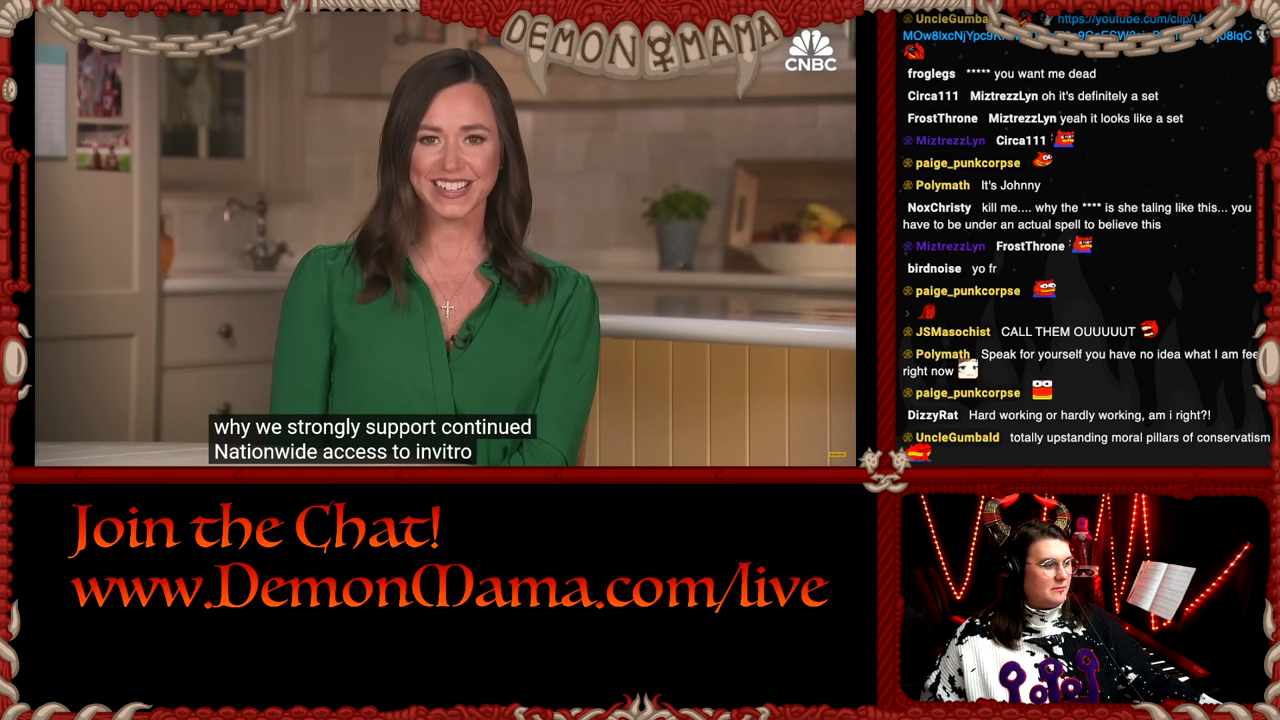 DEMON MAMA
CNBC
why we strongly support continued
Nationwide access to invitro
Join the Chat!
www.DemonMama.com/live
UncleGumba
https://youtube.com/clip/U
froglegs ***** you want me dead
Circa111 MiztrezzLyn oh it's definitely a set
FrostThrone MiztrezzLyn yeah it looks like a set
MiztrezzLyn Circa111
paige_punkcorpse
Polymath It's Johnny
NoxChristy kill me.... why the **** is she taling like this... you
have to be under an actual spell to believe this
MiztrezzLyn FrostThrone
birdnoise yo fr
paige_punkcorpse
JSMasochist CALL THEM OUUUUUT
Polymath Speak for yourself you have no idea what I am fee
right now
paige_punkcorpse
DizzyRat Hard working or hardly working, am i right?!
UncleGumbald totally upstanding moral pillars of conservatism